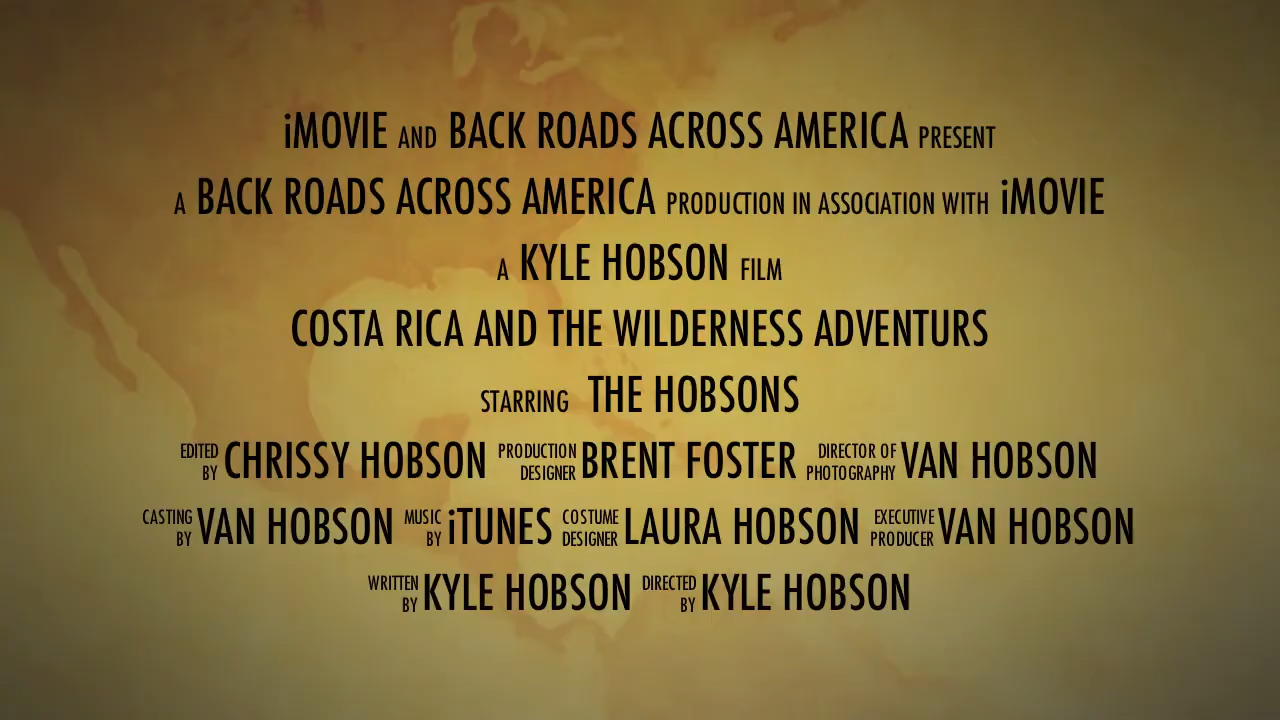 iMOVIE AND BACK ROADS ACROSS AMERICA PRESENT
A BACK ROADS ACROSS AMERICA PRODUCTION IN ASSOCIATION WITH iMOVIE
A KYLE HOBSON FILM
COSTA RICA AND THE WILDERNESS ADVENTURS
STARRING THE HOBSONS
EDITED BY CHRISSY HOBSON PRODUCTION DESIGNER BRENT FOSTER DIRECTOR OF PHOTOGRAPHY VAN HOBSON
CASTING BY VAN HOBSON MUSIC BY iTUNES COSTUME DESIGNER LAURA HOBSON EXECUTIVE PRODUCER VAN HOBSON
WRITTEN BY KYLE HOBSON DIRECTED BY KYLE HOBSON